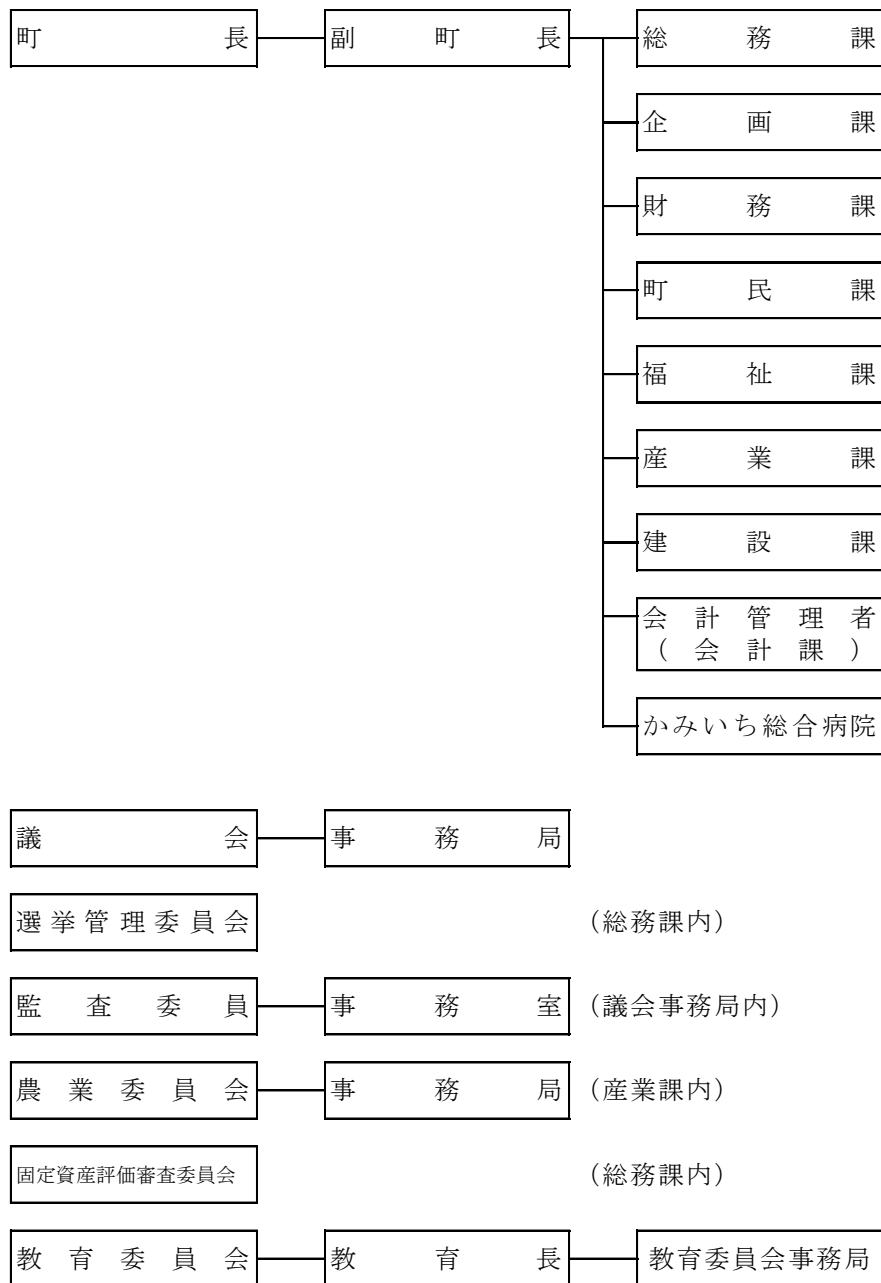 町長 副町長 総務課
企画課
財務課
町民課
福祉課
産業課
建設課
会計管理者
(会計課)
かみいち総合病院
議会 事務局
選挙管理委員会 (総務課内)
監査委員 事務室 (議会事務局内)
農業委員会 事務局 (産業課内)
固定資産評価審査委員会 (総務課内)
教育委員会 教育長 教育委員会事務局